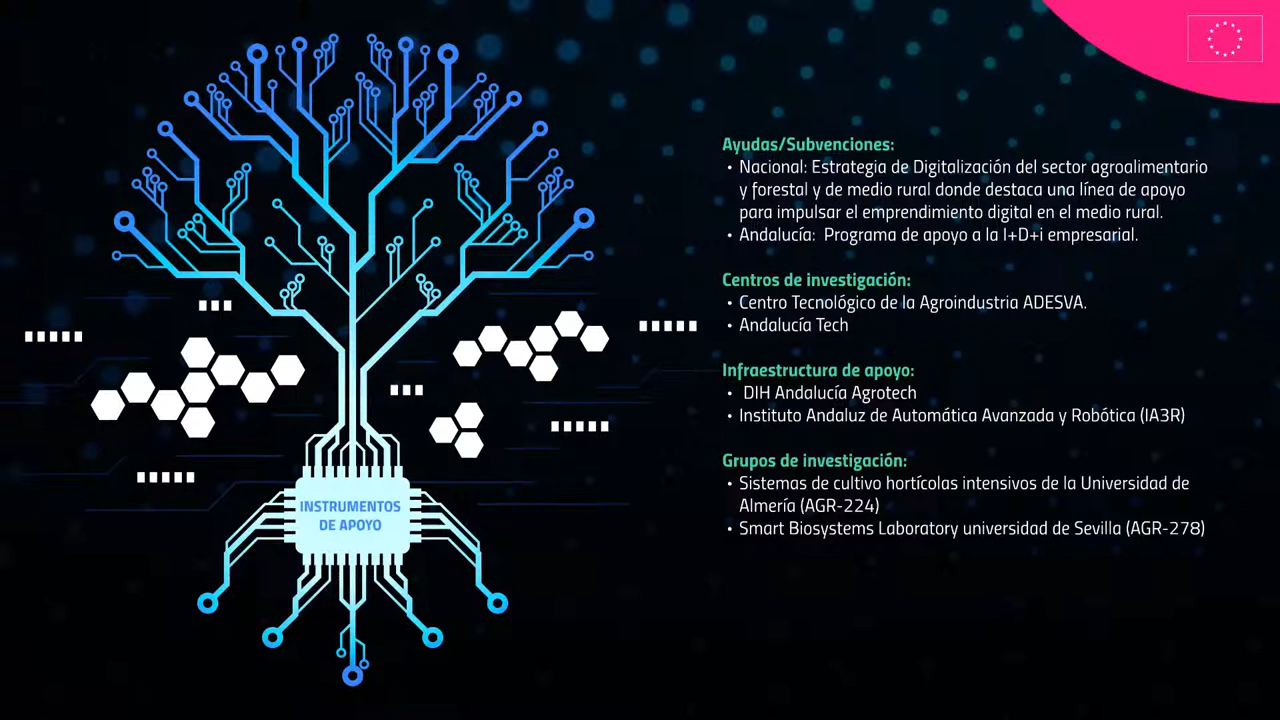 Ayudas/Subvenciones:
• Nacional: Estrategia de Digitalización del sector agroalimentario
y forestal y de medio rural donde destaca una línea de apoyo
para impulsar el emprendimiento digital en el medio rural.
• Andalucía: Programa de apoyo a la I+D+i empresarial.
Centros de investigación:
• Centro Tecnológico de la Agroindustria ADESVA.
• Andalucía Tech
Infraestructura de apoyo:
• DIH Andalucía Agrotech
• Instituto Andaluz de Automática Avanzada y Robótica (IA3R)
Grupos de investigación:
• Sistemas de cultivo hortícolas intensivos de la Universidad de
Almería (AGR-224)
• Smart Biosystems Laboratory universidad de Sevilla (AGR-278)
INSTRUMENTOS
DE APOYO